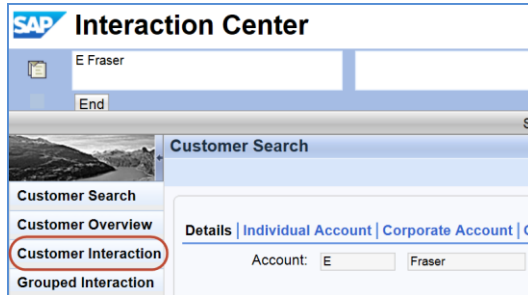 SAP Interaction Center
E Fraser
End
S
Customer Search
Customer Search
Customer Overview
Details | Individual Account | Corporate Account |
Customer Interaction
Account: E Fraser
Grouped Interaction